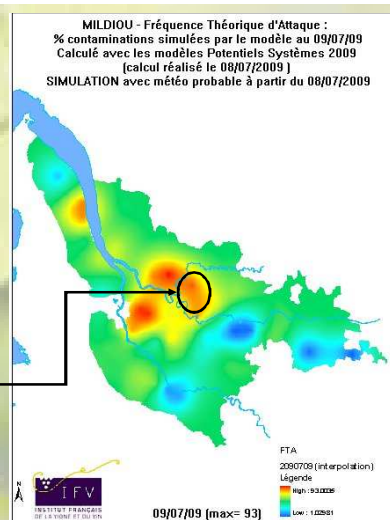 MILDIOU - Fréquence Théorique d'Attaque :
% contaminations simulées par le modèle au 09/07/09
Calculé avec les modèles Potentiels Systèmes 2009
(calcul réalisé le 08/07/2009 )
SIMULATION avec météo probable à partir du 08/07/2009
FTA
2090709 (interpolation)
Légende
High : 93.0036
Low : 1.02981
N
IFV
INSTITUT FRANÇAIS
DE LA VIGNE ET DU VIN
09/07/09 (max= 93)